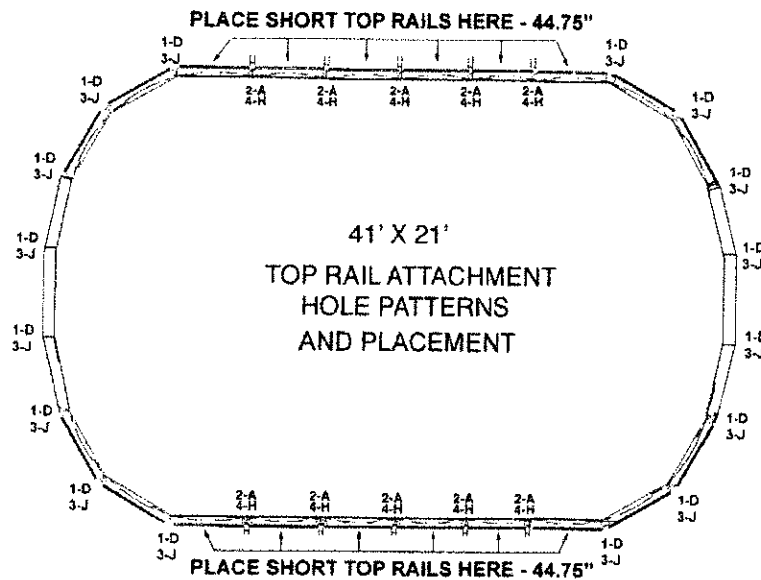 PLACE SHORT TOP RAILS HERE - 44.75"
1-D 1-D
3-J 3-J
1-D 1-D
3-J 3-J
H H H H H
2-A 2-A 2-A 2-A 2-A
4-H 4-H 4-H 4-H 4-H
1-D 1-D
3-J 3-J
1-D 1-D
3-J 3-J
41' X 21'
TOP RAIL ATTACHMENT
HOLE PATTERNS
AND PLACEMENT
1-D
3-J 3-J
1-D 1-D
3-J 3-J
1-D 1-D
3-J 3-J
2-A 2-A 2-A 2-A 2-A
4-H 4-H 4-H 4-H 4-H
H H H H H
1-D 1-D
3-J 3-J
PLACE SHORT TOP RAILS HERE - 44.75"